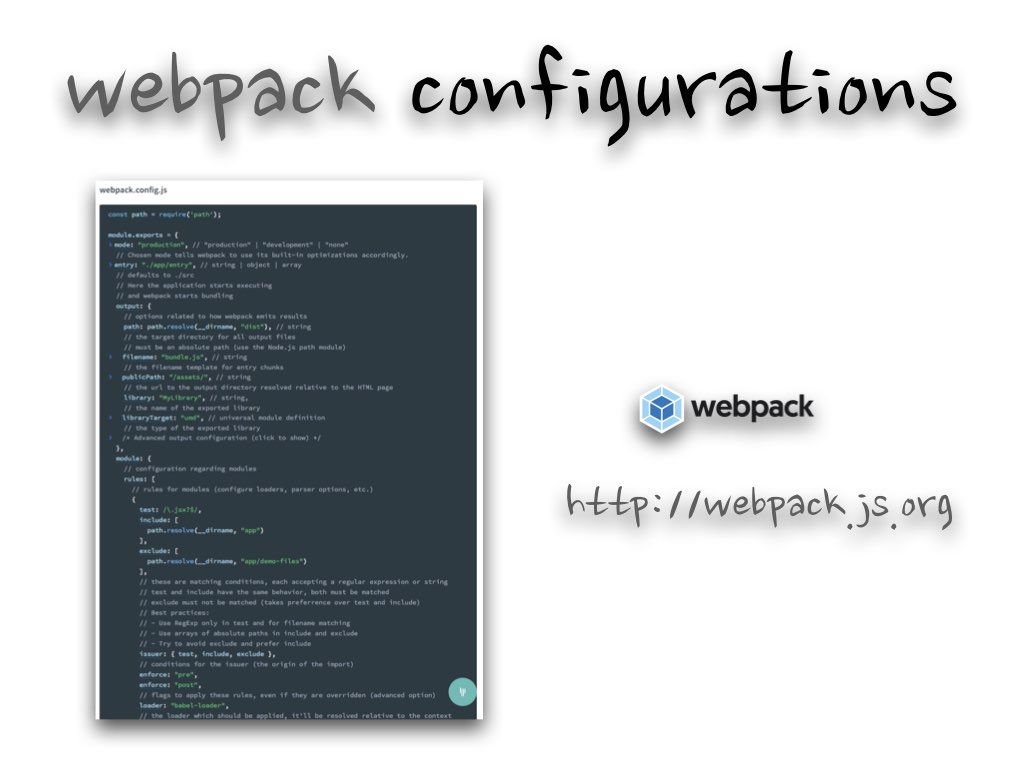 webpack configurations
webpack.config.js
const path = require('path');
module.exports = {
mode: "production", // "production" | "development" | "none"
// Chosen mode tells webpack to use its built-in optimizations accordingly.
entry: "./app/entry", // string | object | array
// defaults to ./src
// Here the application starts executing
// and webpack starts bundling
output: {
// options related to how webpack emits results
path: path.resolve(__dirname, "dist"), // string
// the target directory for all output files
// must be an absolute path (use the Node.js path module)
filename: "bundle.js", // string
// the filename template for entry chunks
publicPath: "/assets/", // string
// the url to the output directory resolved relative to the HTML page
library: "MyLibrary", // string,
// the name of the exported library
libraryTarget: "umd", // universal module definition
// the type of the exported library
/* Advanced output configuration (click to show) */
},
module: {
// configuration regarding modules
rules: [
// rules for modules (configure loaders, parser options, etc.)
{
test: /\.jsx?$/,
include: [
path.resolve(__dirname, "app")
],
exclude: [
path.resolve(__dirname, "app/demo-files")
],
// these are matching conditions, each accepting a regular expression or string
// test and include have the same behavior, both must be matched
// exclude must not be matched (takes preferrence over test and include)
// Best practices:
// - Use RegExp only in test and for filename matching
// - Use arrays of absolute paths in include and exclude
// - Try to avoid exclude and prefer include
issuer: { test, include, exclude },
// conditions for the issuer (the origin of the import)
enforce: "pre",
enforce: "post",
// flags to apply these rules, even if they are overridden (advanced option)
loader: "babel-loader",
// the loader which should be applied, it'll be resolved relative to the context
webpack
http://webpack.js.org